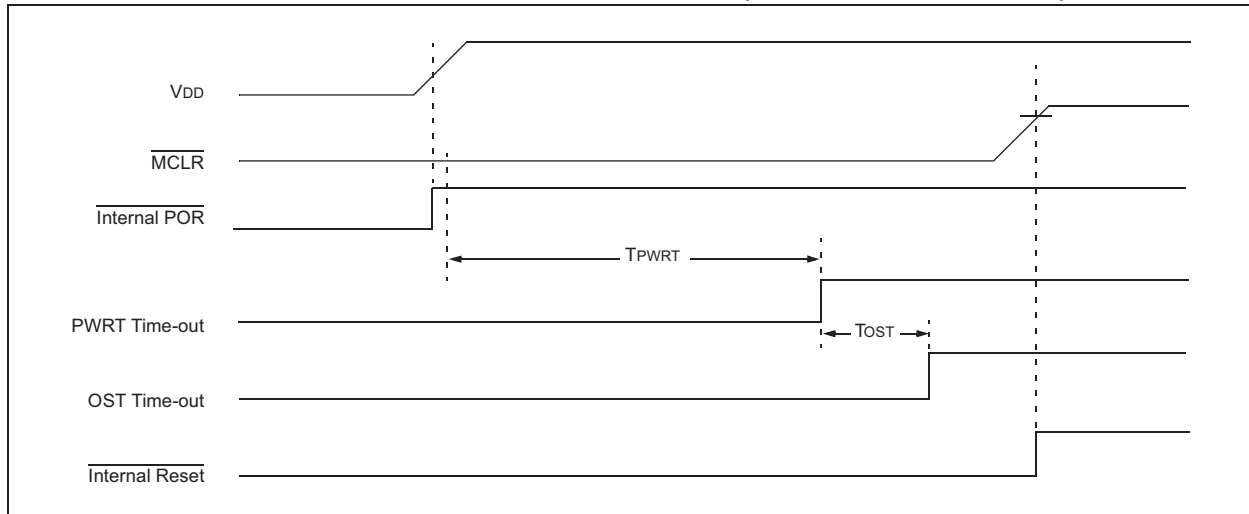 VDD
MCLR
Internal POR
TPWRT
PWRT Time-out
TOST
OST Time-out
Internal Reset